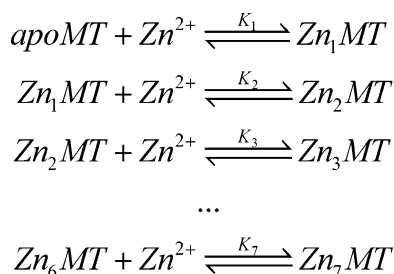 apoMT + Zn²⁺ ⇌ K₁ Zn₁MT
Zn₁MT + Zn²⁺ ⇌ K₂ Zn₂MT
Zn₂MT + Zn²⁺ ⇌ K₃ Zn₃MT
...
Zn₆MT + Zn²⁺ ⇌ K₇ Zn₇MT